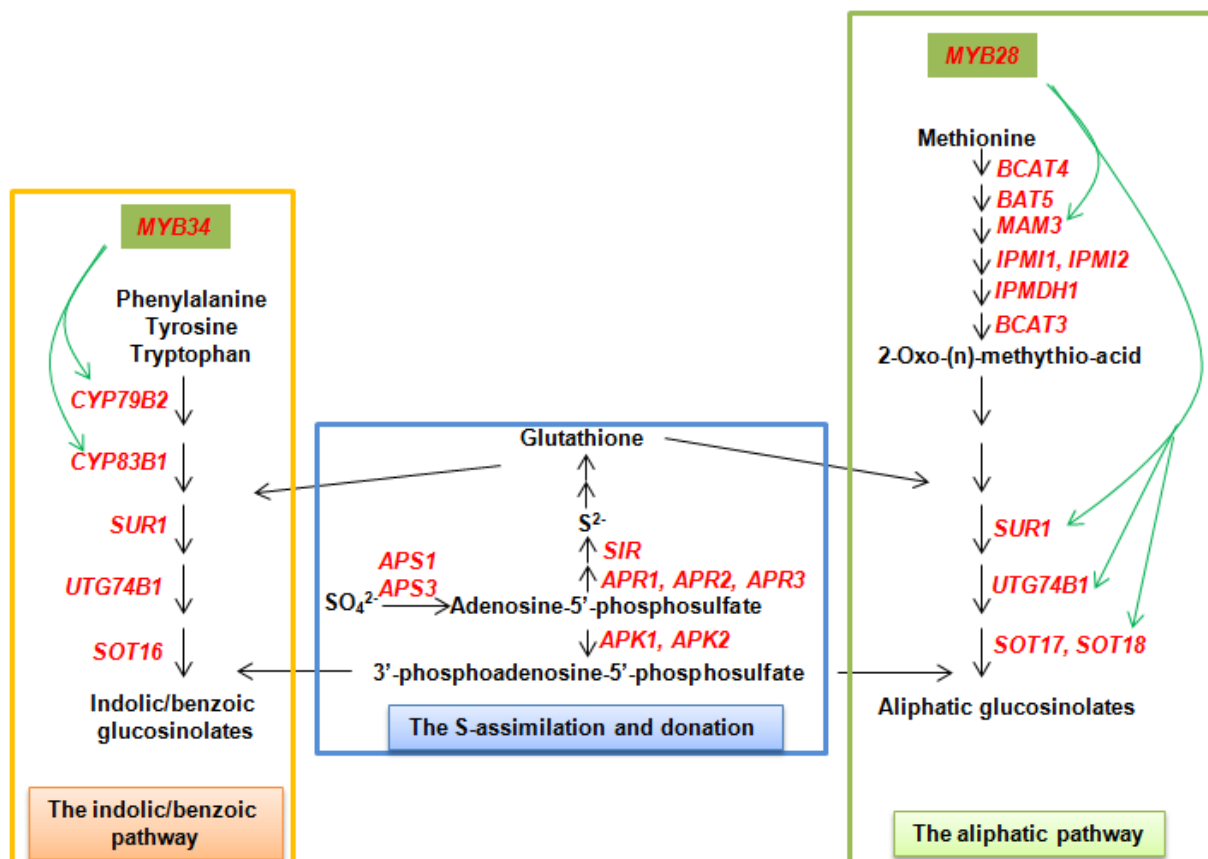 MYB34
Phenylalanine
Tyrosine
Tryptophan
CYP79B2
CYP83B1
SUR1
UTG74B1
SOT16
Indolic/benzoic
glucosinolates
The indolic/benzoic
pathway
Glutathione
S²⁻
SIR
APS1
APS3
APR1, APR2, APR3
SO₄²⁻
Adenosine-5’-phosphosulfate
APK1, APK2
3’-phosphoadenosine-5’-phosphosulfate
The S-assimilation and donation
MYB28
Methionine
BCAT4
BAT5
MAM3
IPMI1, IPMI2
IPMDH1
BCAT3
2-Oxo-(n)-methythio-acid
SUR1
UTG74B1
SOT17, SOT18
Aliphatic glucosinolates
The aliphatic pathway